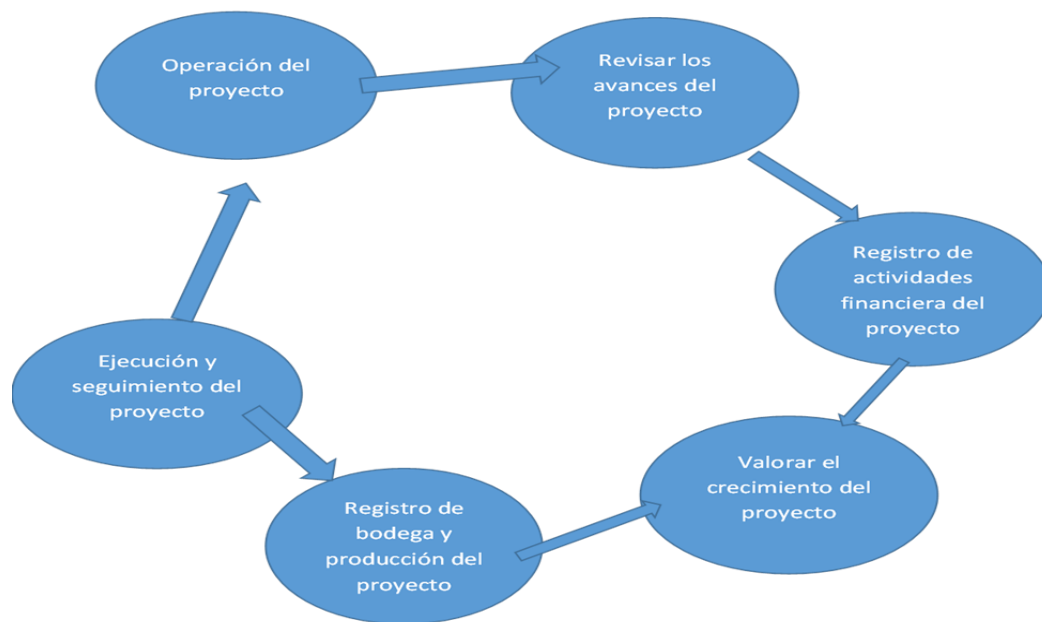 Operación del
proyecto
Revisar los
avances del
proyecto
Registro de
actividades
financiera del
proyecto
Ejecución y
seguimiento del
proyecto
Valorar el
crecimiento del
proyecto
Registro de
bodega y
producción del
proyecto